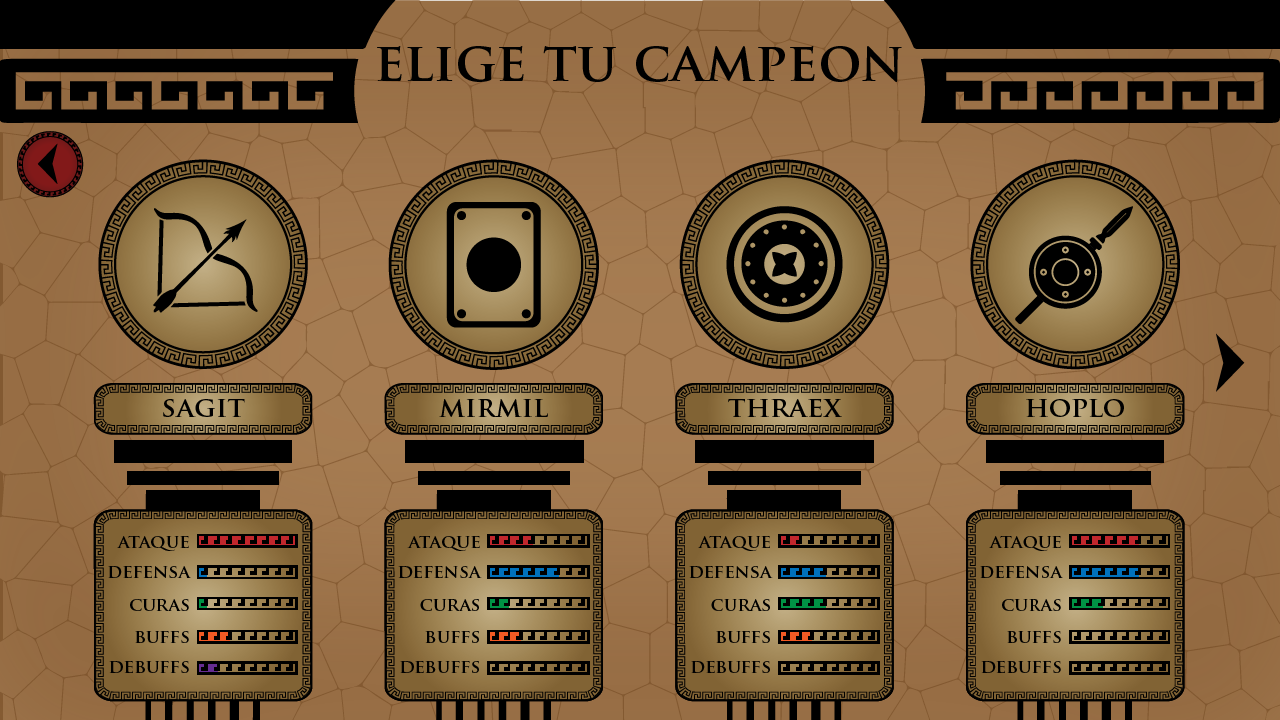 ELIGE TU CAMPEON
SAGIT
MIRMIL
THRAEX
HOPLO
ATAQUE
DEFENSA
CURAS
BUFFS
DEBUFFS
ATAQUE
DEFENSA
CURAS
BUFFS
DEBUFFS
ATAQUE
DEFENSA
CURAS
BUFFS
DEBUFFS
ATAQUE
DEFENSA
CURAS
BUFFS
DEBUFFS